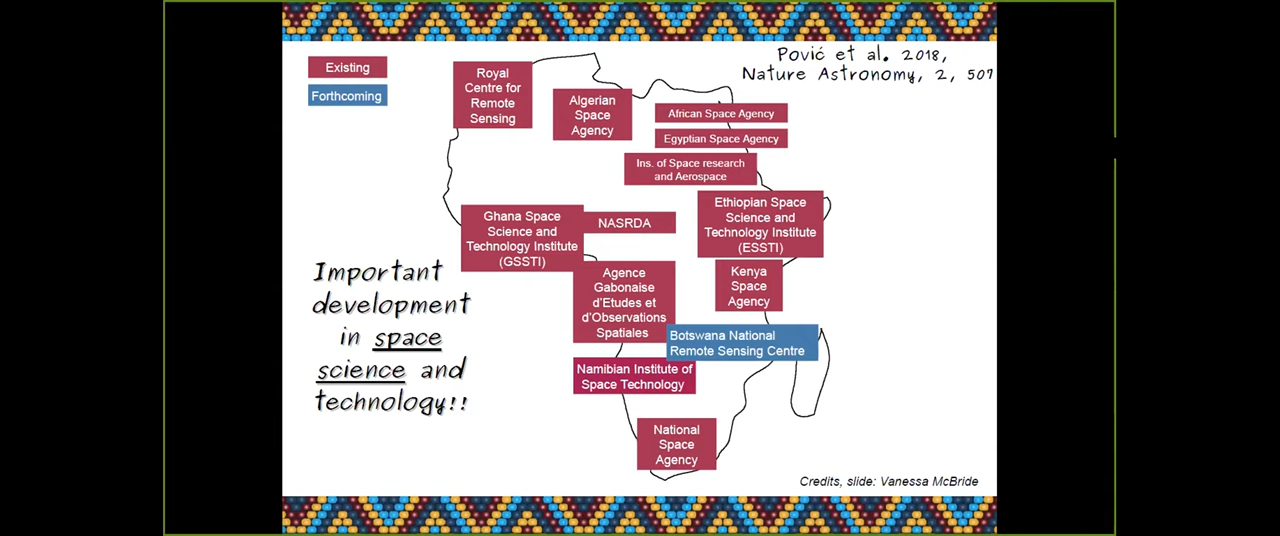 Pović et al. 2018,
Nature Astronomy, 2, 507
Existing
Forthcoming
Royal
Centre for
Remote
Sensing
Algerian
Space
Agency
African Space Agency
Egyptian Space Agency
Ins. of Space research
and Aerospace
Ghana Space
Science and
Technology Institute
(GSSTI)
NASRDA
Ethiopian Space
Science and
Technology Institute
(ESSTI)
Kenya
Space
Agency
Agence
Gabonaise
d'Etudes et
d'Observations
Spatiales
Botswana National
Remote Sensing Centre
Namibian Institute of
Space Technology
National
Space
Agency
Important
development
in space
science and
technology!!
Credits, slide: Vanessa McBride